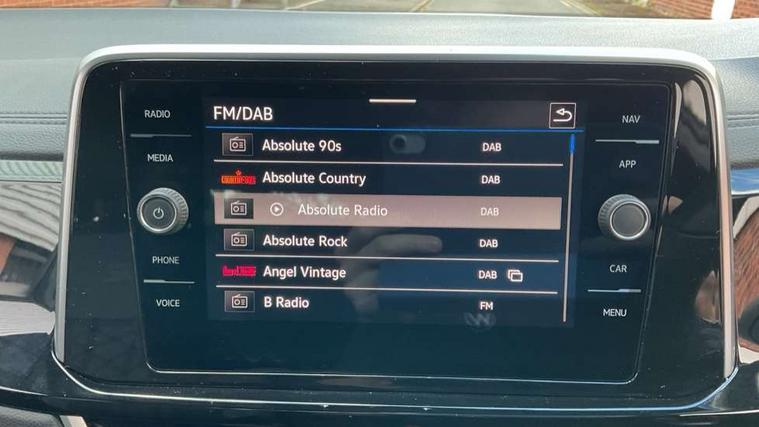 FM/DAB
RADIO
MEDIA
PHONE
VOICE
Absolute 90s DAB
Absolute Country DAB
Absolute Radio DAB
Absolute Rock DAB
Angel Vintage DAB
B Radio FM
NAV
APP
CAR
MENU